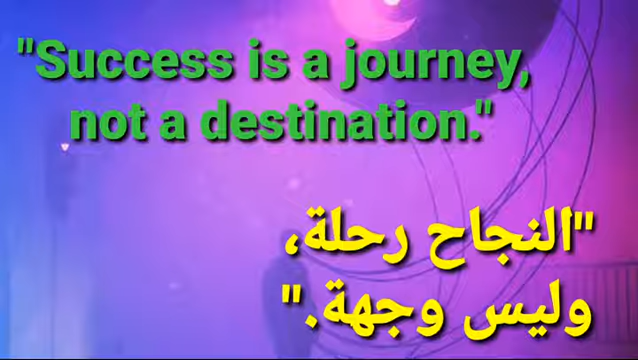 "Success is a journey,
not a destination."
"النجاح رحلة،
وليس وجهة."